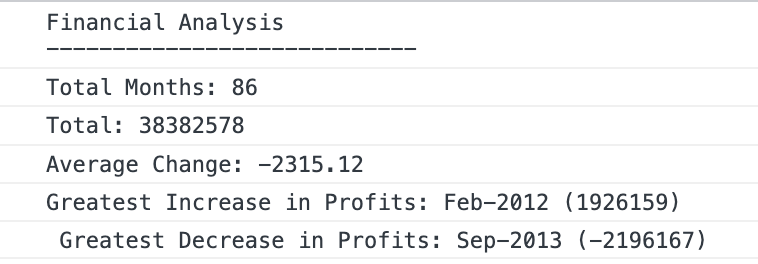 Financial Analysis
----------------------------
Total Months: 86
Total: 38382578
Average Change: -2315.12
Greatest Increase in Profits: Feb-2012 (1926159)
Greatest Decrease in Profits: Sep-2013 (-2196167)